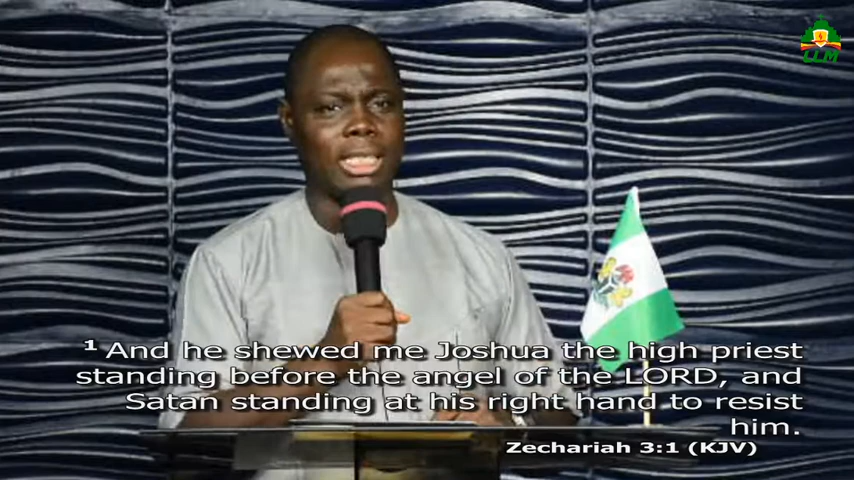 LLM
¹ And he shewed me Joshua the high priest
standing before the angel of the LORD, and
Satan standing at his right hand to resist
him.
Zechariah 3:1 (KJV)